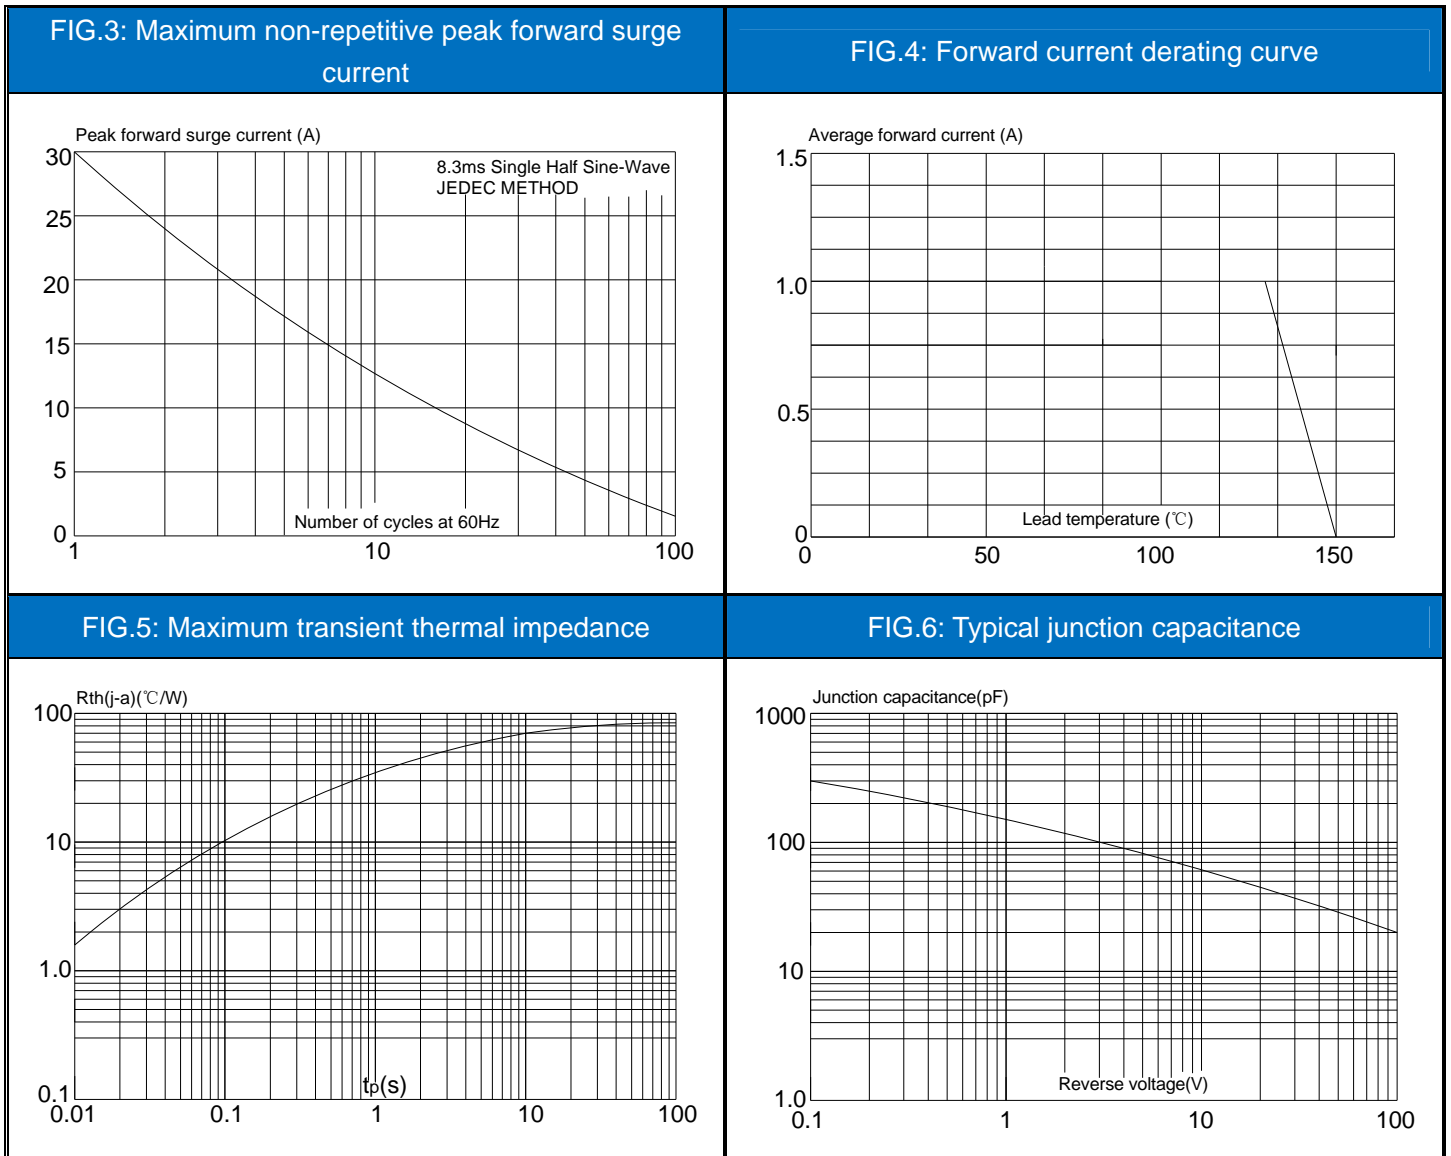 FIG.3: Maximum non-repetitive peak forward surge
current
FIG.4: Forward current derating curve
Peak forward surge current (A)
30
25
20
15
10
5
0
8.3ms Single Half Sine-Wave
JEDEC METHOD
Number of cycles at 60Hz
1
10
100
Average forward current (A)
1.5
1.0
0.5
0
Lead temperature (℃)
0
50
100
150
FIG.5: Maximum transient thermal impedance
FIG.6: Typical junction capacitance
Rth(j-a)(℃/W)
100
10
1.0
0.1
tp(s)
0.01
0.1
1
10
100
Junction capacitance(pF)
1000
100
10
1.0
Reverse voltage(V)
0.1
1
10
100